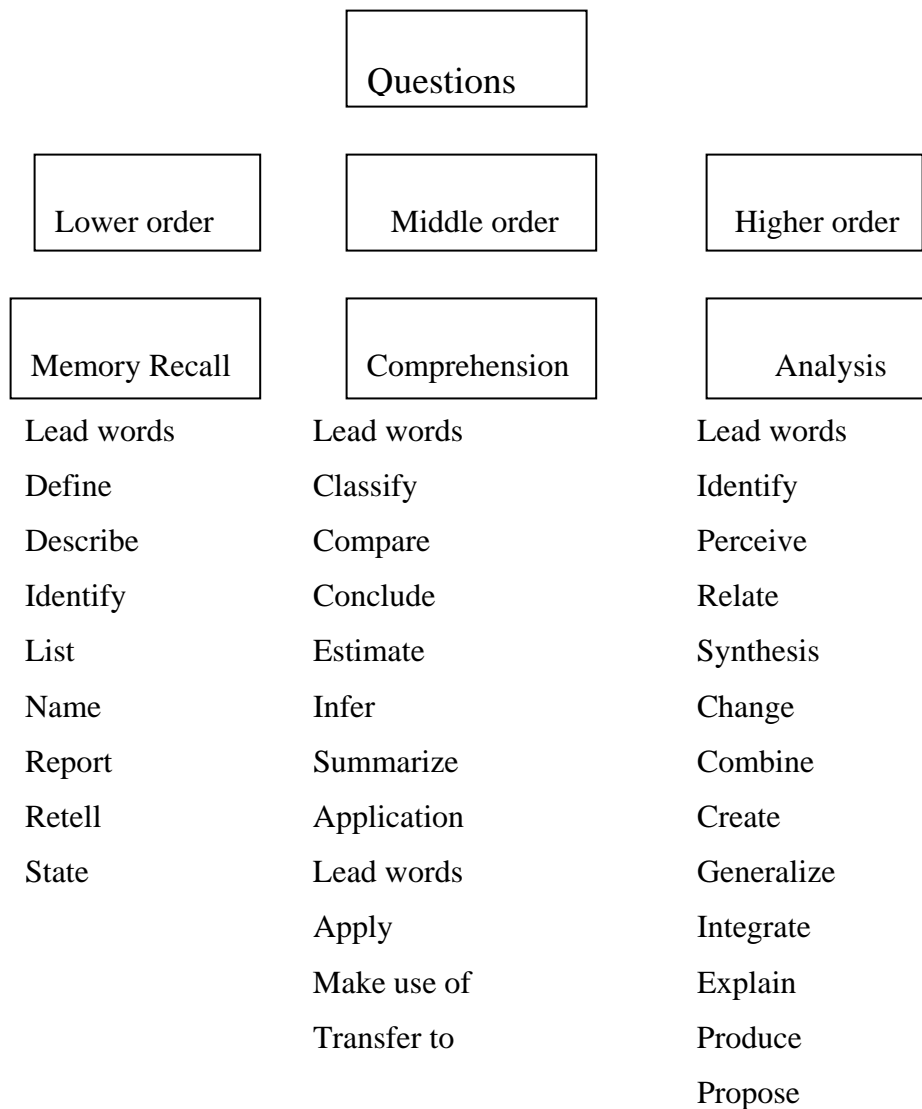 Questions
Lower order
Middle order
Higher order
Memory Recall
Comprehension
Analysis
Lead words
Define
Describe
Identify
List
Name
Report
Retell
State
Lead words
Classify
Compare
Conclude
Estimate
Infer
Summarize
Application
Lead words
Apply
Make use of
Transfer to
Lead words
Identify
Perceive
Relate
Synthesis
Change
Combine
Create
Generalize
Integrate
Explain
Produce
Propose